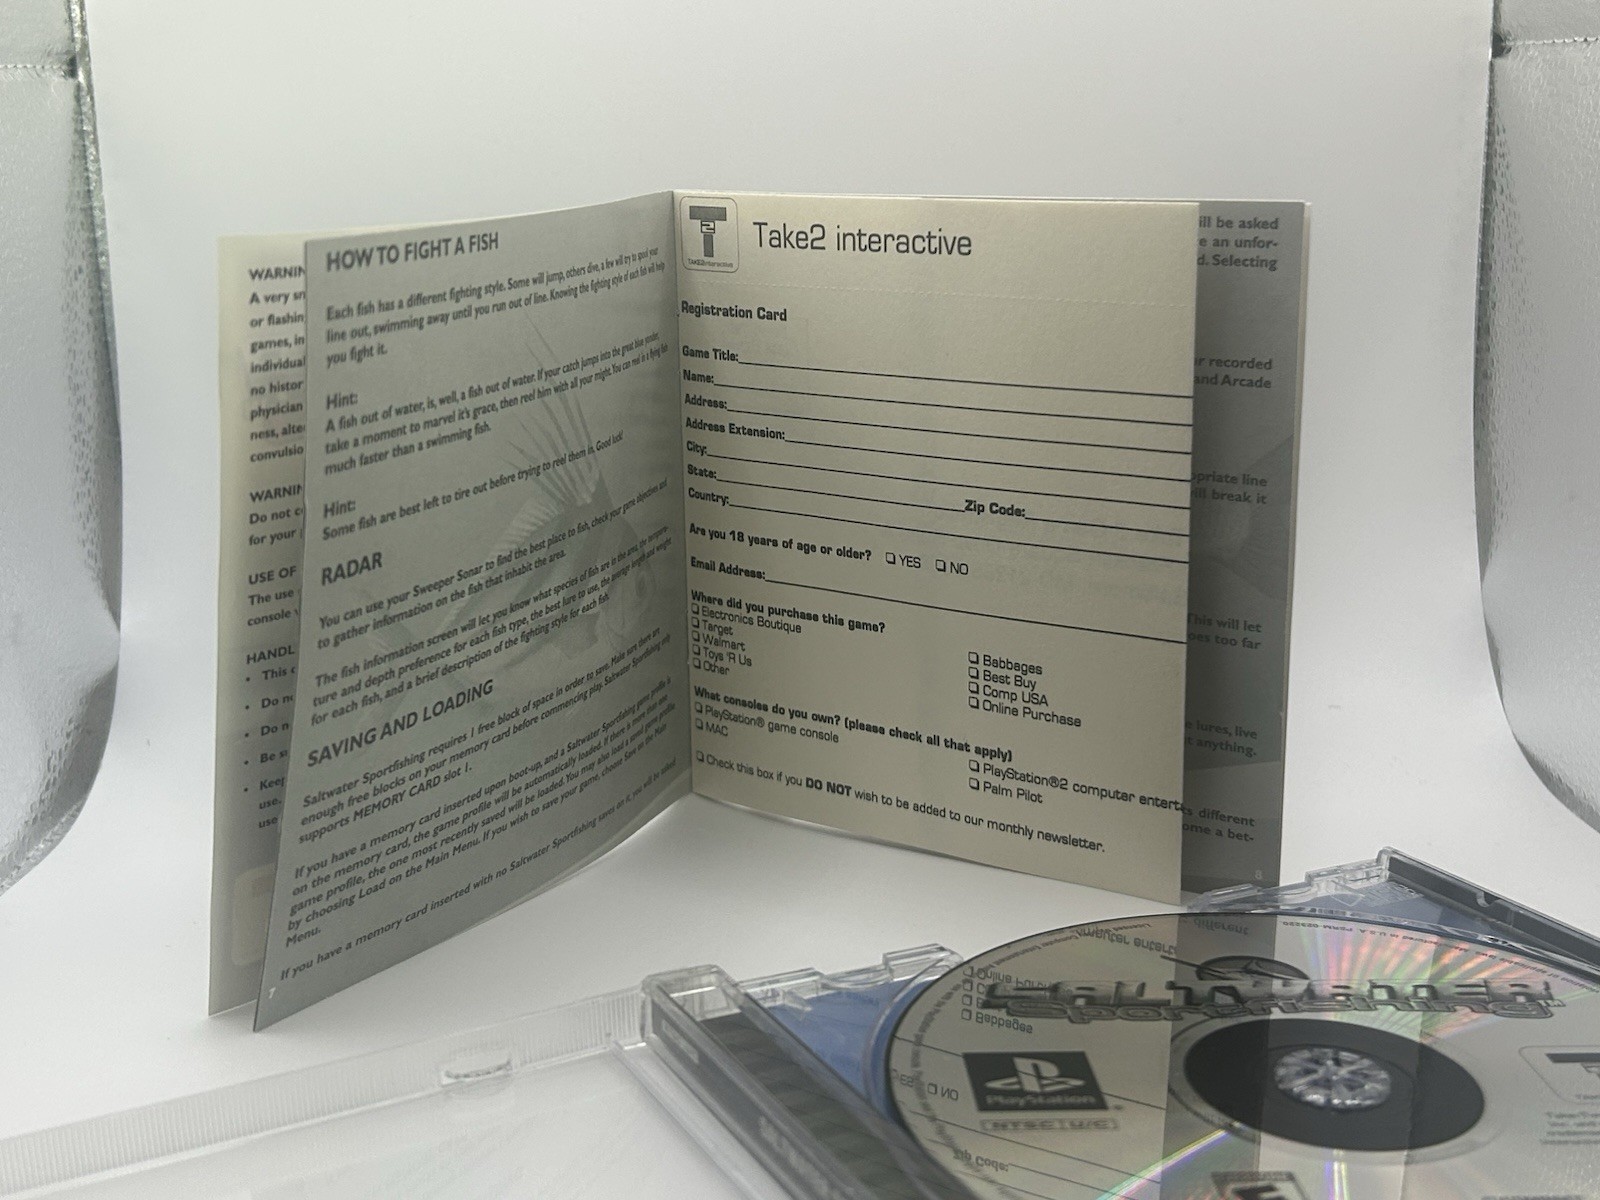 WARNIN
A very sn
or flashin
games, in
individual
no histor
physician
ness, alte
convulsio
WARNIN
Do not c
for your
USE OF
The use
console
HANDL
• This c
• Do no
• Do n
• Be su
• Keep
use.
use
HOW TO FIGHT A FISH
Each fish has a different fighting style. Some will jump, others dive, a few will try to spool your
line out, swimming away until you run out of line. Knowing the fighting style of each fish will help
you fight it.
Hint:
A fish out of water, is, well, a fish out of water. If your catch jumps into the great blue yonder,
take a moment to marvel it's grace, then reel him with all your might. You can reel in a flying fish
much faster than a swimming fish.
Hint:
Some fish are best left to tire out before trying to reel them in. Good luck!
RADAR
You can use your Sweeper Sonar to find the best place to fish, check your game objectives and
to gather information on the fish that inhabit the area.
The fish information screen will let you know what species of fish are in the area, the tempera-
ture and depth preference for each fish type, the best lure to use, the average length and weight
for each fish, and a brief description of the fighting style for each fish.
SAVING AND LOADING
Saltwater Sportfishing requires 1 free block of space in order to save. Make sure there are
enough free blocks on your memory card before commencing play. Saltwater Sportfishing only
supports MEMORY CARD slot 1.
If you have a memory card inserted upon boot-up, and a Saltwater Sportfishing game profile is
on the memory card, the game profile will be automatically loaded. If there is more than one
game profile, the one most recently saved will be loaded. You may also load a saved game profile
by choosing Load on the Main Menu. If you wish to save your game, choose Save on the Main
Menu.
If you have a memory card inserted with no Saltwater Sportfishing saves on it, you will be asked
7
T2
TAKE2interactive
Take2 interactive
Registration Card
Game Title:
Name:
Address:
Address Extension:
City:
State:
Zip Code:
Country:
Are you 18 years of age or older? ❏ YES ❏ NO
Email Address:
Where did you purchase this game?
❏ Electronics Boutique
❏ Target
❏ Walmart
❏ Toys 'R Us
❏ Other
❏ Babbages
❏ Best Buy
❏ Comp USA
❏ Online Purchase
What consoles do you own? (please check all that apply)
❏ PlayStation® game console
❏ MAC
❏ PlayStation®2 computer entert
❏ Palm Pilot
❏ Check this box if you DO NOT wish to be added to our monthly newsletter.
ill be asked
e an unfor-
d. Selecting
r recorded
and Arcade
opriate line
ill break it
This will let
oes too far
e lures, live
t anything.
s different
ome a bet-
8
SALTWATER
Sportfishing
PlayStation
NTSC U/C